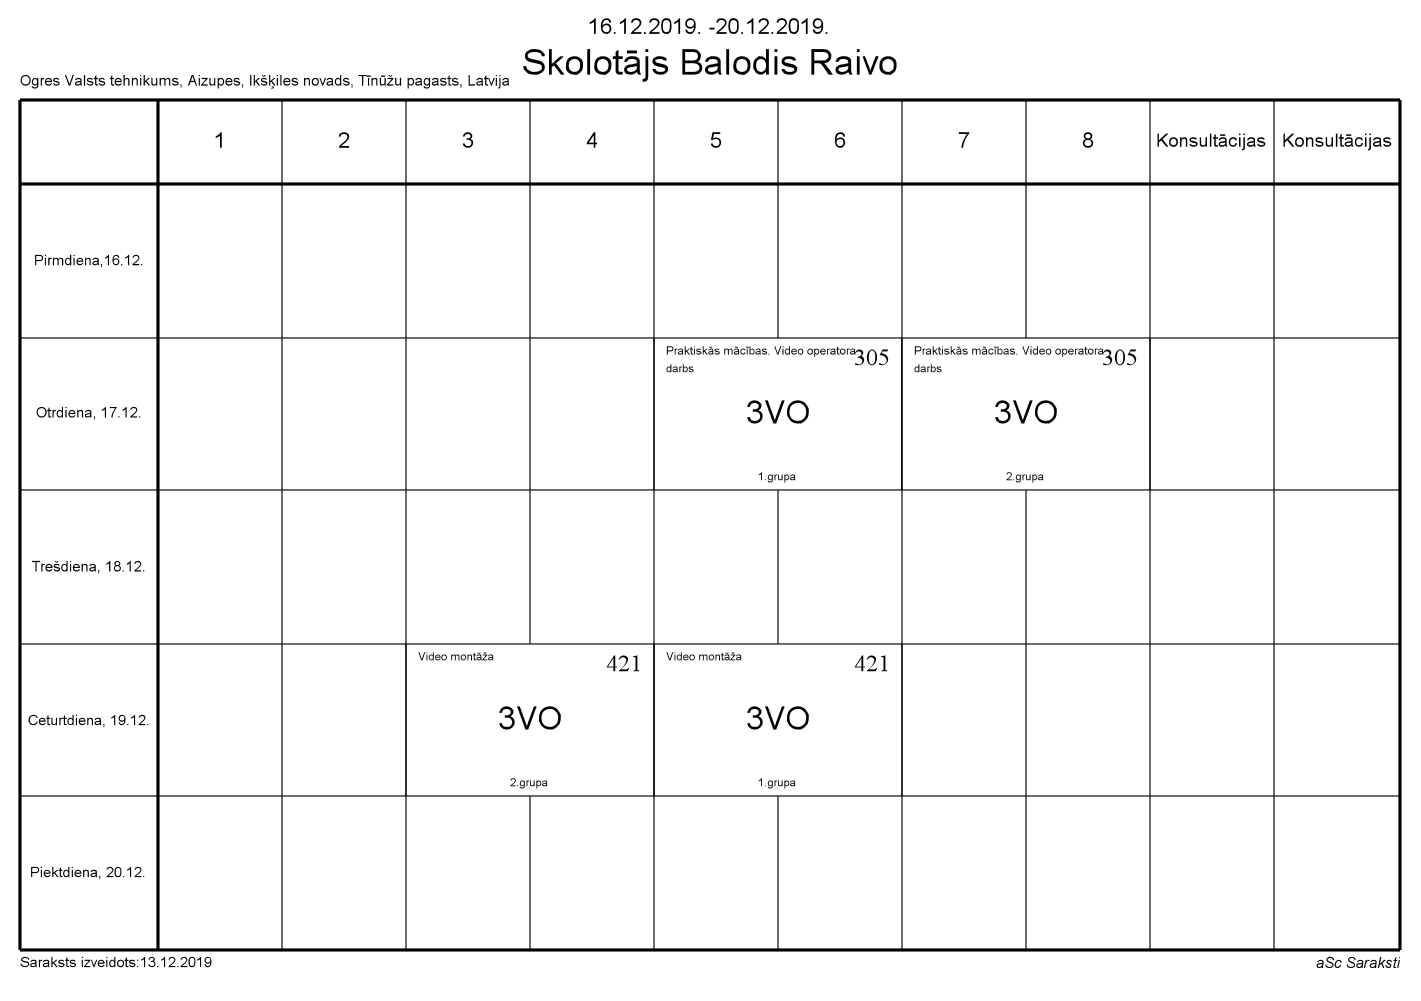 16.12.2019. -20.12.2019.
Skolotājs Balodis Raivo
Ogres Valsts tehnikums, Aizupes, Ikšķiles novads, Tīnūžu pagasts, Latvija
1 2 3 4 5 6 7 8 Konsultācijas Konsultācijas
Pirmdiena,16.12.
Otrdiena, 17.12.
Praktiskās mācības. Video operatora
darbs
305
3VO
1.grupa
Praktiskās mācības. Video operatora
darbs
305
3VO
2.grupa
Trešdiena, 18.12.
Ceturtdiena, 19.12.
Video montāža
421
3VO
2.grupa
Video montāža
421
3VO
1.grupa
Piektdiena, 20.12.
Saraksts izveidots:13.12.2019
aSc Saraksti